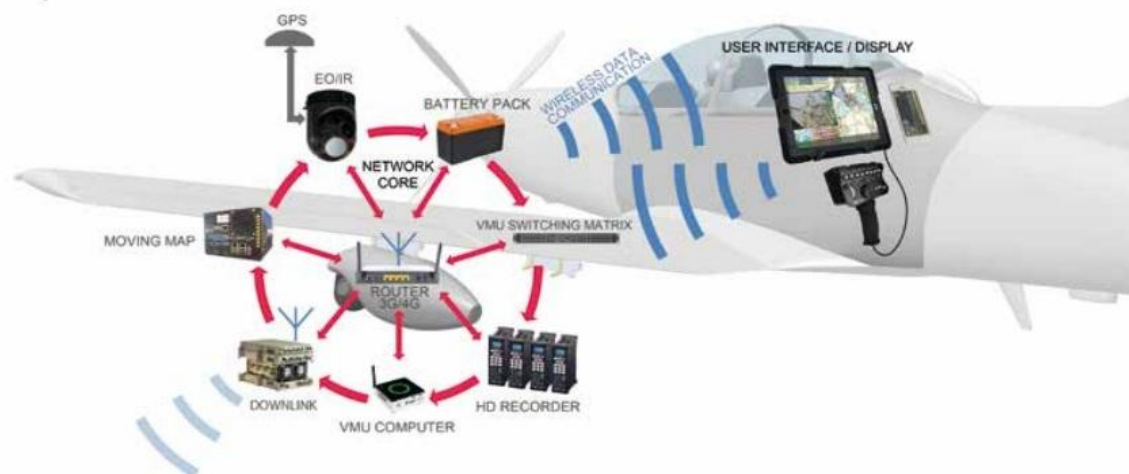 GPS
EO/IR
BATTERY PACK
WIRELESS DATA
COMMUNICATION
USER INTERFACE / DISPLAY
NETWORK
CORE
MOVING MAP
VMU SWITCHING MATRIX
ROUTER
3G/4G
DOWNLINK
VMU COMPUTER
HD RECORDER